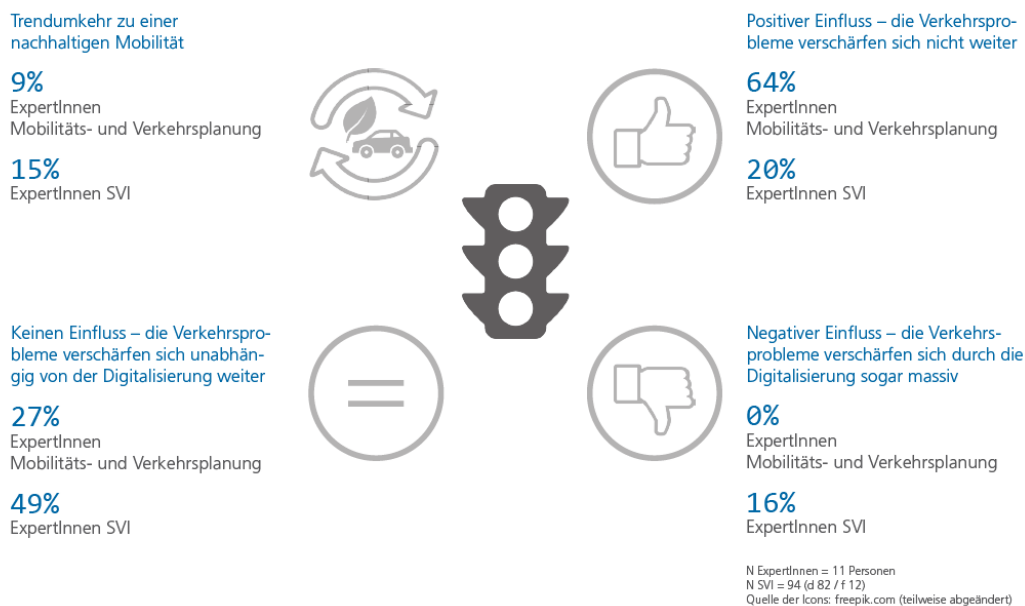 Trendumkehr zu einer
nachhaltigen Mobilität
9%
ExpertInnen
Mobilitäts- und Verkehrsplanung
15%
ExpertInnen SVI
Positiver Einfluss – die Verkehrspro-
bleme verschärfen sich nicht weiter
64%
ExpertInnen
Mobilitäts- und Verkehrsplanung
20%
ExpertInnen SVI
Keinen Einfluss – die Verkehrspro-
bleme verschärfen sich unabhän-
gig von der Digitalisierung weiter
27%
ExpertInnen
Mobilitäts- und Verkehrsplanung
49%
ExpertInnen SVI
Negativer Einfluss – die Verkehrs-
probleme verschärfen sich durch die
Digitalisierung sogar massiv
0%
ExpertInnen
Mobilitäts- und Verkehrsplanung
16%
ExpertInnen SVI
N ExpertInnen = 11 Personen
N SVI = 94 (d 82 / f 12)
Quelle der Icons: freepik.com (teilweise abgeändert)